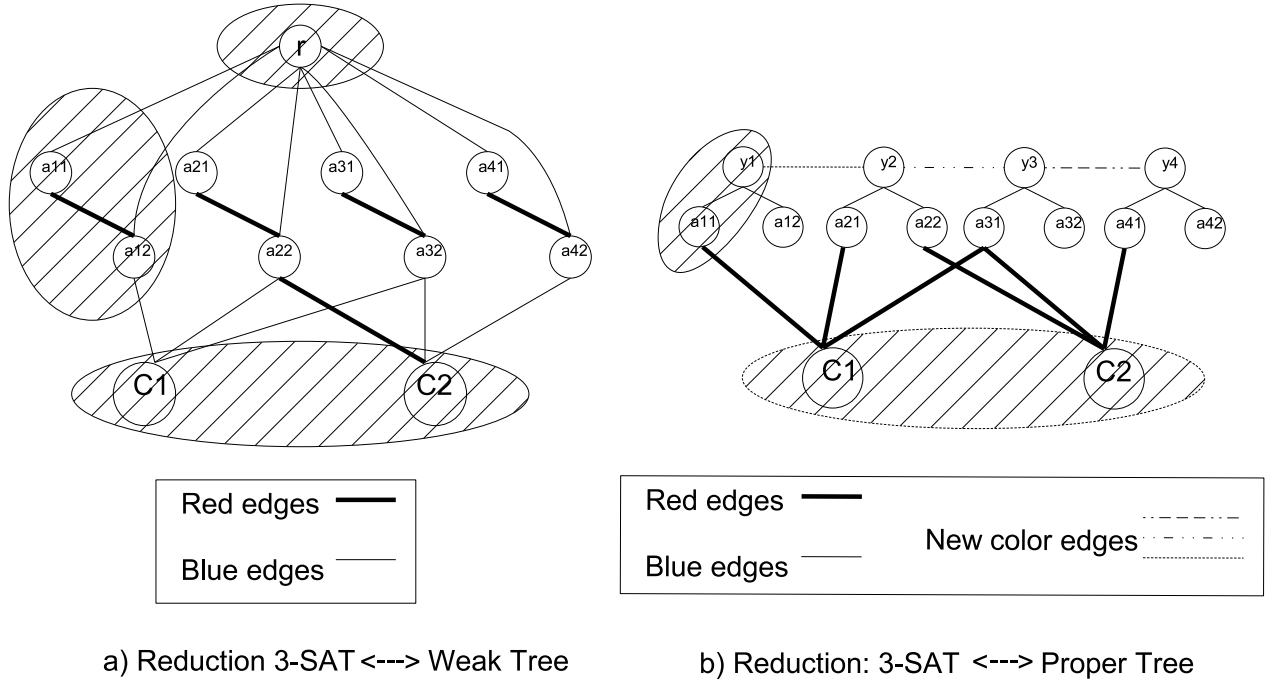 r
a11 a21 a31 a41
a12 a22 a32 a42
C1 C2
Red edges
Blue edges
a) Reduction 3-SAT <---> Weak Tree
y1 y2 y3 y4
a11 a12 a21 a22 a31 a32 a41 a42
C1 C2
Red edges
New color edges
Blue edges
b) Reduction: 3-SAT <---> Proper Tree